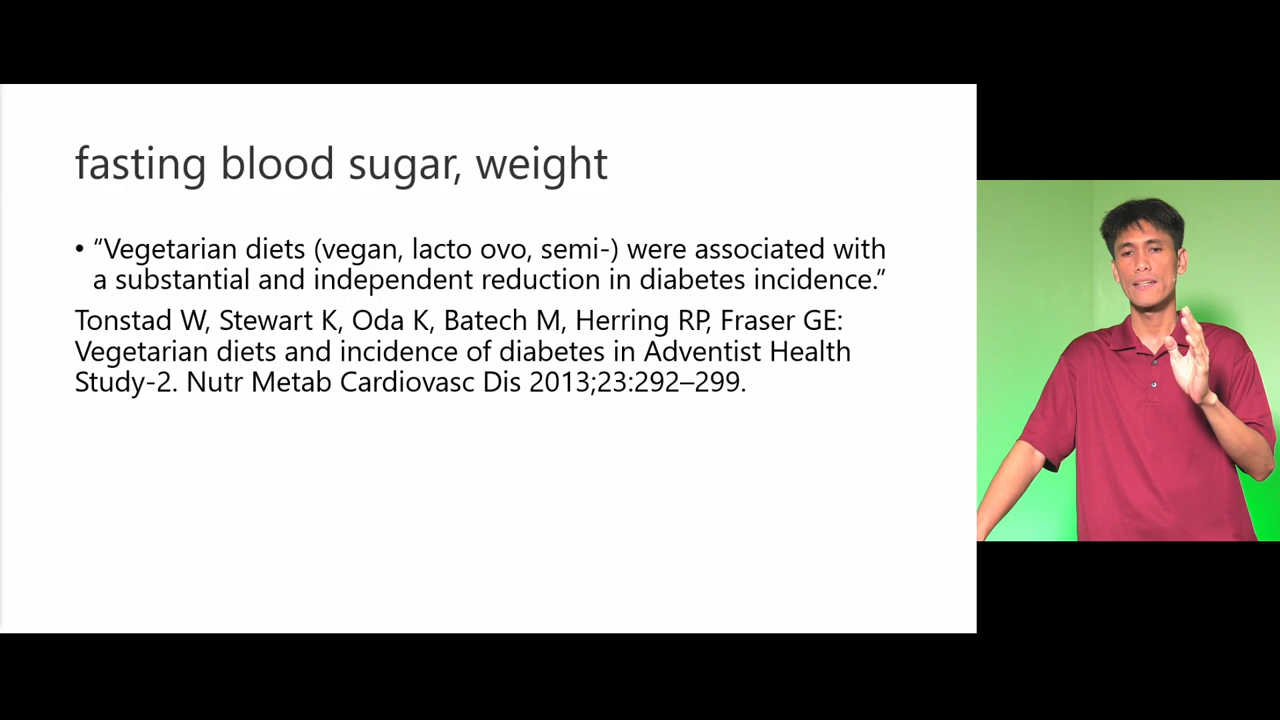 fasting blood sugar, weight
• “Vegetarian diets (vegan, lacto ovo, semi-) were associated with
a substantial and independent reduction in diabetes incidence.”
Tonstad W, Stewart K, Oda K, Batech M, Herring RP, Fraser GE:
Vegetarian diets and incidence of diabetes in Adventist Health
Study-2. Nutr Metab Cardiovasc Dis 2013;23:292–299.